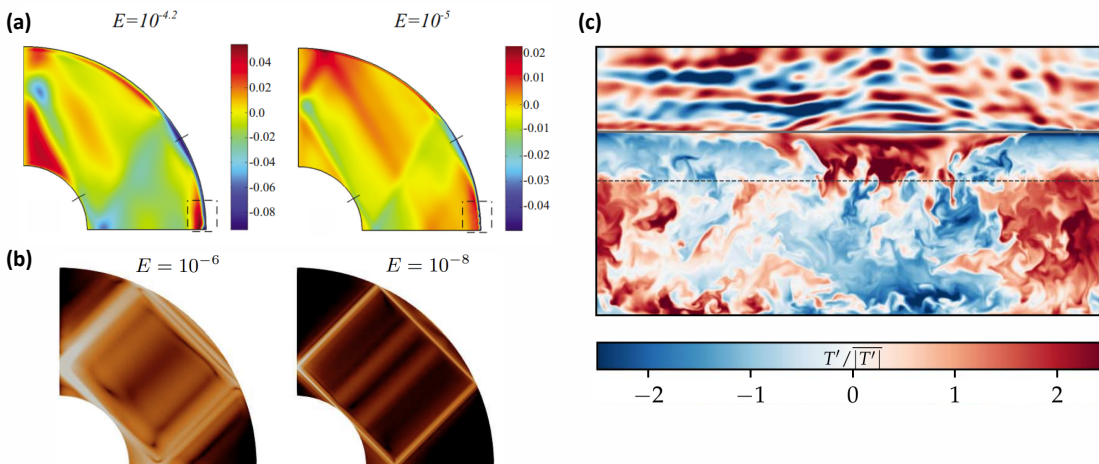 (a)
E=10^-4.2
E=10^-5
0.04
0.02
0.0
-0.02
-0.04
-0.06
-0.08
0.02
0.01
0.0
-0.01
-0.02
-0.03
-0.04
(b)
E = 10^−6
E = 10^−8
(c)
T′/|T′|
−2
−1
0
1
2